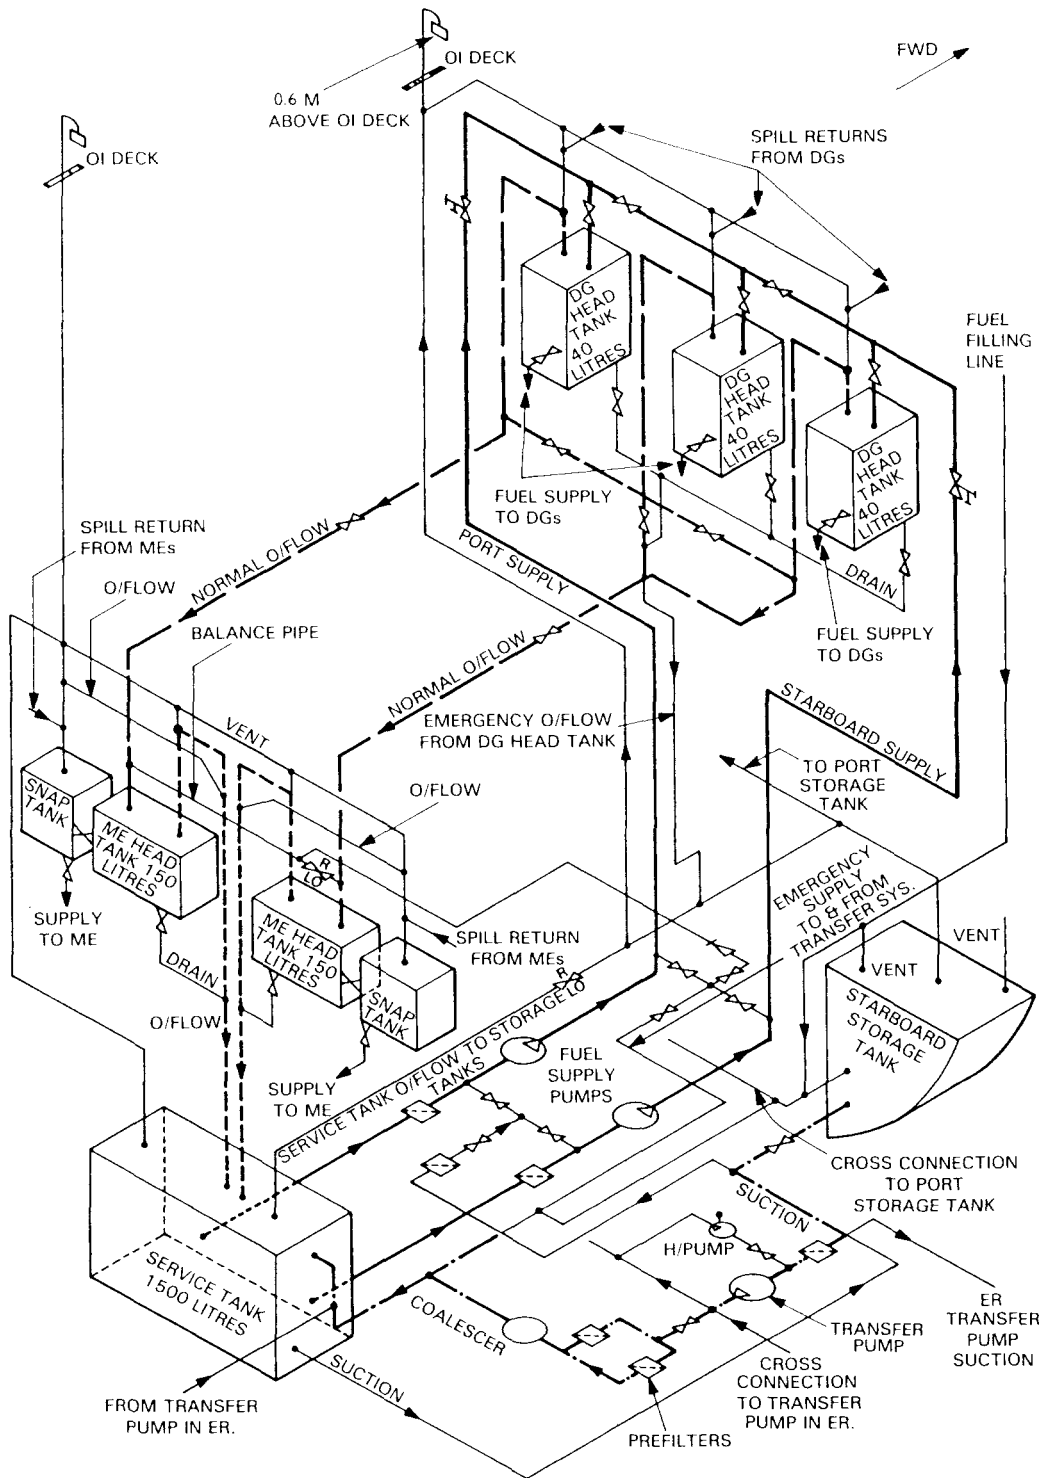 OI DECK
FWD
0.6 M
ABOVE OI DECK
OI DECK
SPILL RETURNS
FROM DGs
DG
HEAD
TANK
40
LITRES
DG
HEAD
TANK
40
LITRES
DG
HEAD
TANK
40
LITRES
FUEL
FILLING
LINE
FUEL SUPPLY
TO DGs
SPILL RETURN
FROM MEs
O/FLOW
NORMAL O/FLOW
PORT SUPPLY
DRAIN
BALANCE PIPE
FUEL SUPPLY
TO DGs
NORMAL O/FLOW
EMERGENCY O/FLOW
FROM DG HEAD TANK
STARBOARD SUPPLY
VENT
TO PORT
STORAGE
TANK
O/FLOW
SNAP
TANK
ME HEAD
TANK 150
LITRES
R
LO
EMERGENCY
SUPPLY
TO & FROM
TRANSFER SYS.
SUPPLY
TO ME
ME HEAD
TANK 150
LITRES
SPILL RETURN
FROM MEs
VENT
DRAIN
SNAP
TANK
R
LO
VENT
O/FLOW
STARBOARD
STORAGE
TANK
SUPPLY
TO ME
SERVICE TANK O/FLOW TO STORAGE
TANKS
FUEL
SUPPLY
PUMPS
CROSS CONNECTION
TO PORT
STORAGE TANK
SUCTION
H/PUMP
SERVICE TANK
1500 LITRES
COALESCER
TRANSFER
PUMP
ER
TRANSFER
PUMP
SUCTION
SUCTION
CROSS
CONNECTION
TO TRANSFER
PUMP IN ER.
FROM TRANSFER
PUMP IN ER.
PREFILTERS